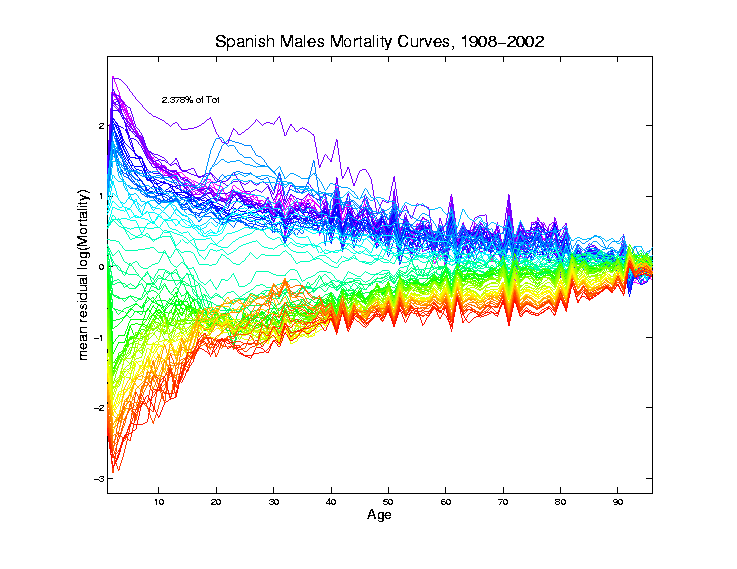 Spanish Males Mortality Curves, 1908−2002
2.378% of Tot
mean residual log(Mortality)
2
1
0
−1
−2
−3
10 20 30 40 50 60 70 80 90
Age